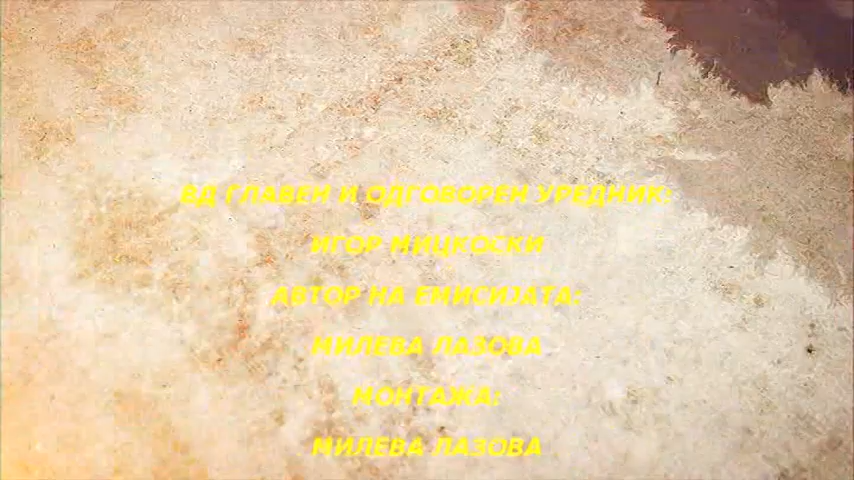 ВД ГЛАВЕН И ОДГОВОРЕН УРЕДНИК:
ИГОР МИЦКОСКИ
АВТОР НА ЕМИСИЈАТА:
МИЛЕВА ЛАЗОВА
МОНТАЖА:
МИЛЕВА ЛАЗОВА